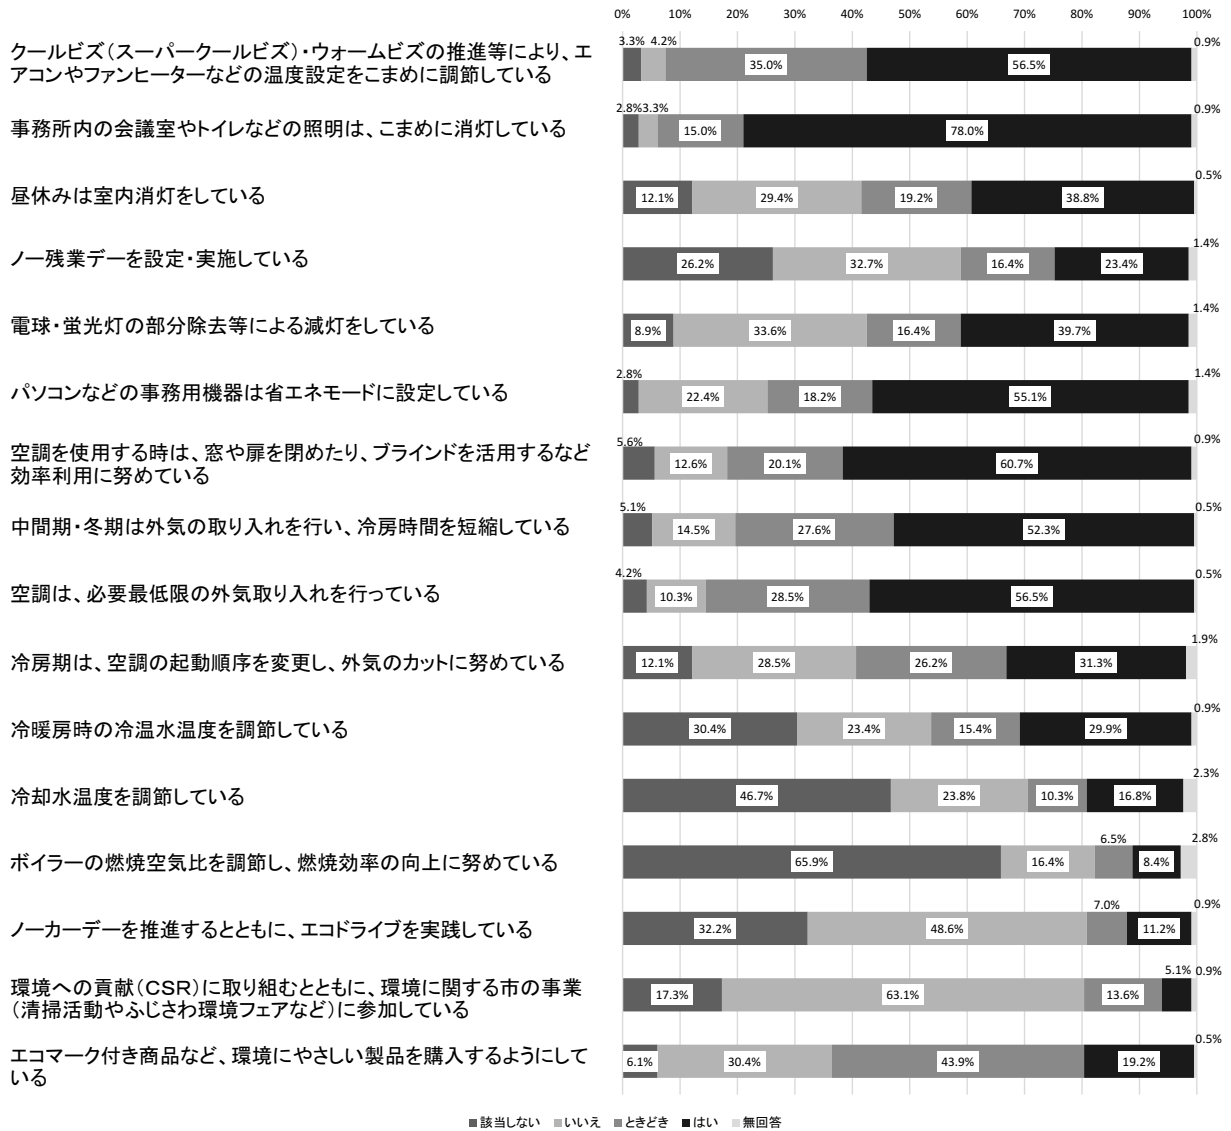 0% 10% 20% 30% 40% 50% 60% 70% 80% 90% 100%
クールビズ(スーパークールビズ)・ウォームビズの推進等により、エ
アコンやファンヒーターなどの温度設定をこまめに調節している
3.3% 4.2% 35.0% 56.5% 0.9%
事務所内の会議室やトイレなどの照明は、こまめに消灯している
2.8% 3.3% 15.0% 78.0% 0.9%
昼休みは室内消灯をしている
12.1% 29.4% 19.2% 38.8% 0.5%
ノー残業デーを設定・実施している
26.2% 32.7% 16.4% 23.4% 1.4%
電球・蛍光灯の部分除去等による減灯をしている
8.9% 33.6% 16.4% 39.7% 1.4%
パソコンなどの事務用機器は省エネモードに設定している
2.8% 22.4% 18.2% 55.1% 1.4%
空調を使用する時は、窓や扉を閉めたり、ブラインドを活用するなど
効率利用に努めている
5.6% 12.6% 20.1% 60.7% 0.9%
中間期・冬期は外気の取り入れを行い、冷房時間を短縮している
5.1% 14.5% 27.6% 52.3% 0.5%
空調は、必要最低限の外気取り入れを行っている
4.2% 10.3% 28.5% 56.5% 0.5%
冷房期は、空調の起動順序を変更し、外気のカットに努めている
12.1% 28.5% 26.2% 31.3% 1.9%
冷暖房時の冷温水温度を調節している
30.4% 23.4% 15.4% 29.9% 0.9%
冷却水温度を調節している
46.7% 23.8% 10.3% 16.8% 2.3%
ボイラーの燃焼空気比を調節し、燃焼効率の向上に努めている
65.9% 16.4% 6.5% 8.4% 2.8%
ノーカーデーを推進するとともに、エコドライブを実践している
32.2% 48.6% 7.0% 11.2% 0.9%
環境への貢献(CSR)に取り組むとともに、環境に関する市の事業
(清掃活動やふじさわ環境フェアなど)に参加している
17.3% 63.1% 13.6% 5.1% 0.9%
エコマーク付き商品など、環境にやさしい製品を購入するようにして
いる
6.1% 30.4% 43.9% 19.2% 0.5%
■該当しない ■いいえ ■ときどき ■はい ■無回答